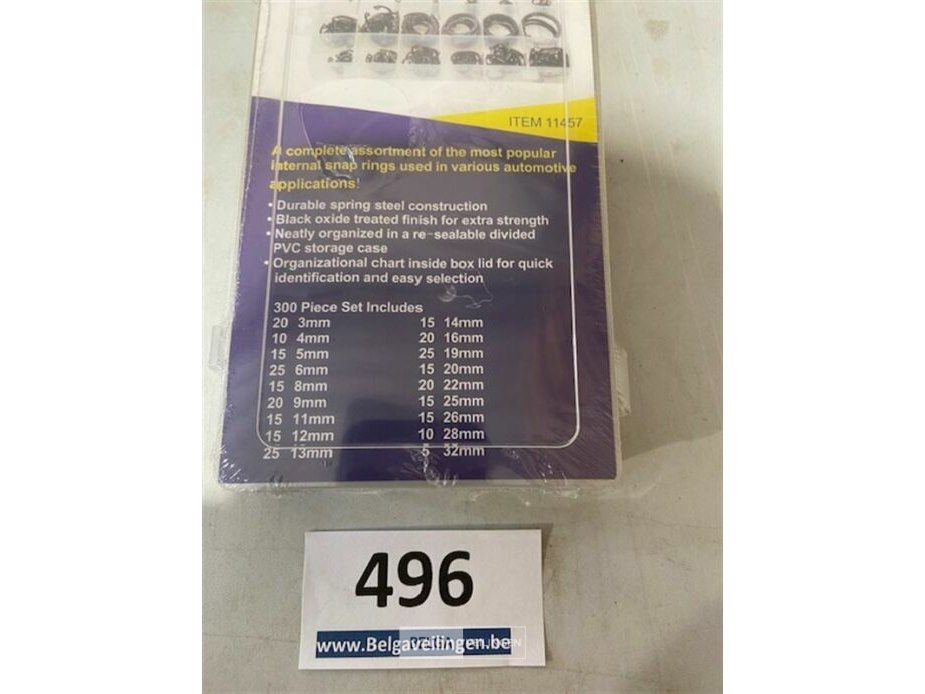 ITEM 11457
A complete assortment of the most popular
internal snap rings used in various automotive
applications!
• Durable spring steel construction
• Black oxide treated finish for extra strength
• Neatly organized in a re-sealable divided
PVC storage case
• Organizational chart inside box lid for quick
identification and easy selection
300 Piece Set Includes
20 3mm 15 14mm
10 4mm 20 16mm
15 5mm 25 19mm
25 6mm 15 20mm
15 8mm 20 22mm
20 9mm 15 25mm
15 11mm 15 26mm
15 12mm 10 28mm
25 13mm 5 32mm
496
www.Belgaveilingen.be